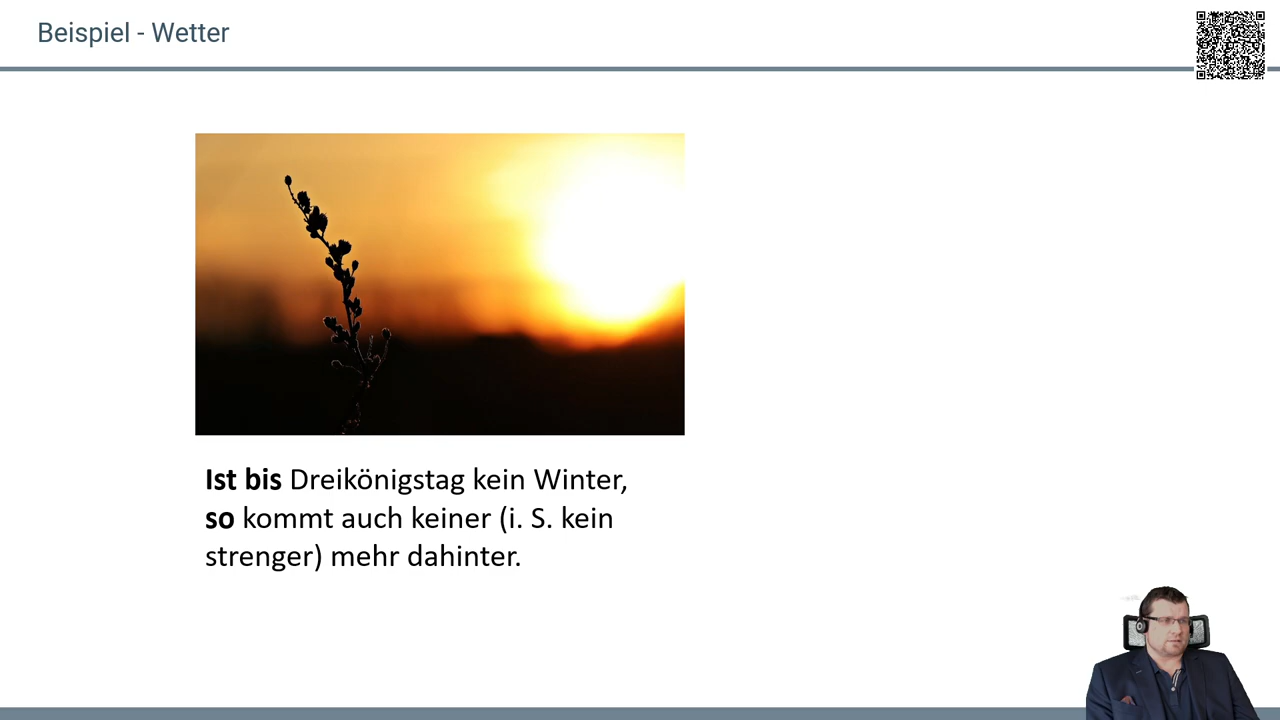 Beispiel - Wetter
Ist bis Dreikönigstag kein Winter,
so kommt auch keiner (i. S. kein
strenger) mehr dahinter.